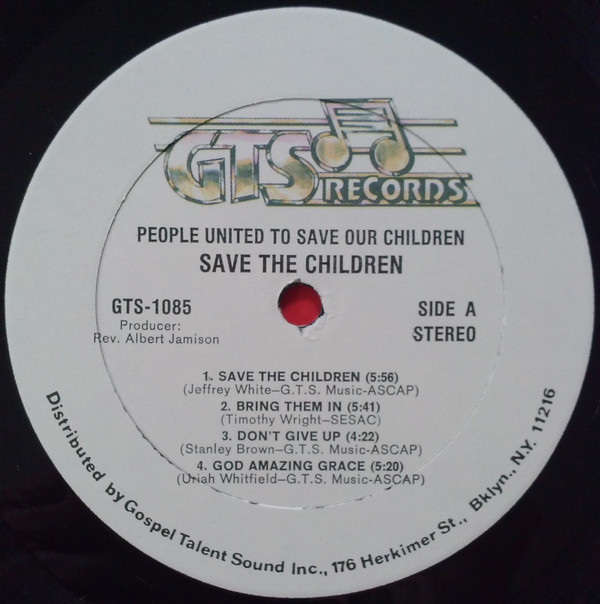 GTS RECORDS
PEOPLE UNITED TO SAVE OUR CHILDREN
SAVE THE CHILDREN
GTS-1085
Producer:
Rev. Albert Jamison
SIDE A
STEREO
1. SAVE THE CHILDREN (5:56)
(Jeffrey White–G.T.S. Music-ASCAP)
2. BRING THEM IN (5:41)
(Timothy Wright–SESAC)
3. DON'T GIVE UP (4:22)
(Stanley Brown–G.T.S. Music-ASCAP)
4. GOD AMAZING GRACE (5:20)
(Uriah Whitfield–G.T.S. Music-ASCAP)
Distributed by Gospel Talent Sound Inc., 176 Herkimer St., Bklyn., N.Y. 11216